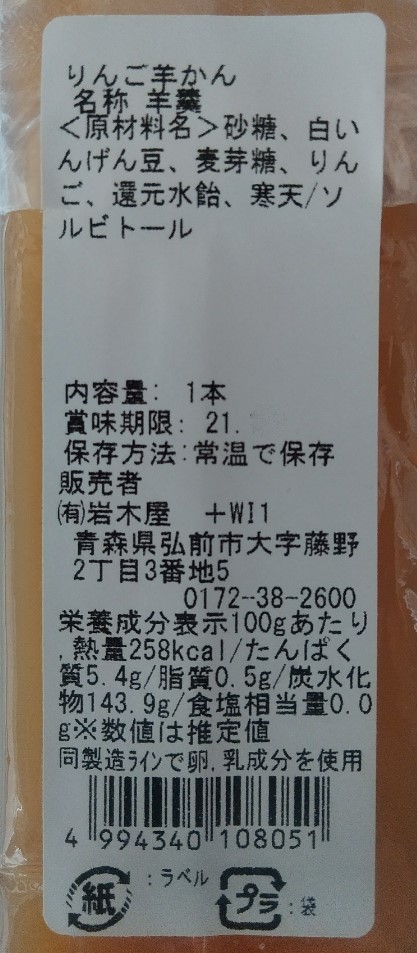 りんご羊かん
名称 羊羹
＜原材料名＞砂糖、白い
んげん豆、麦芽糖、りん
ご、還元水飴、寒天/ソ
ルビトール
内容量: 1本
賞味期限: 21.
保存方法:常温で保存
販売者
㈲岩木屋 +WI1
青森県弘前市大字藤野
2丁目3番地5
0172-38-2600
栄養成分表示100gあたり
,熱量258kcal/たんぱく
質5.4g/脂質0.5g/炭水化
物143.9g/食塩相当量0.0
g※数値は推定値
同製造ラインで卵,乳成分を使用
4 994340 108051
紙 :ラベル
プラ :袋